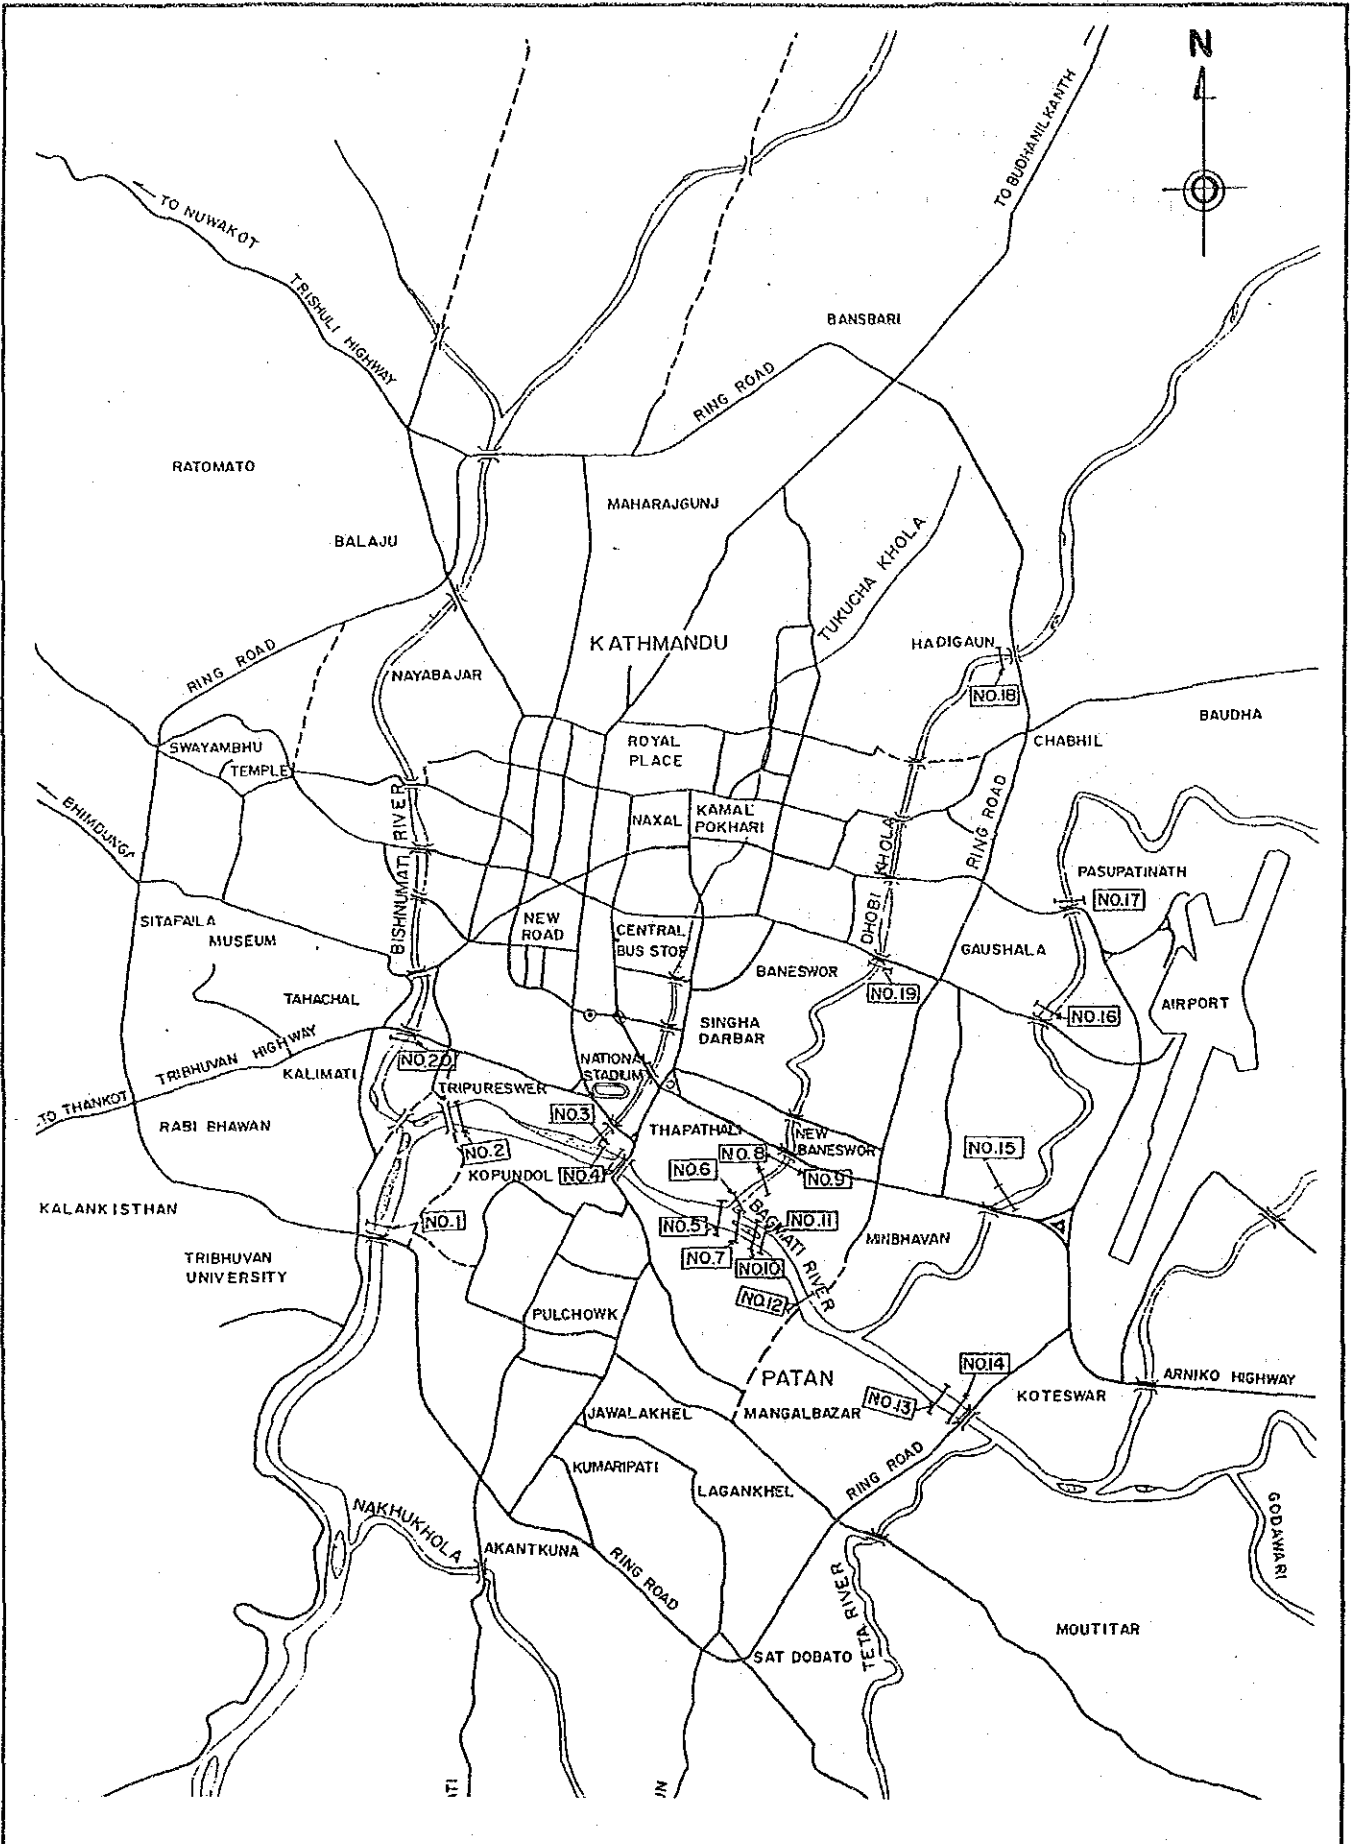 N
TO BUDHANILKANTH
TO NUWAKOT
TRISHULI HIGHWAY
BANSBARI
RING ROAD
RATOMATO
MAHARAJGUNJ
BALAJU
TUKUCHA KHOLA
KATHMANDU
HADIGAUN
RING ROAD
NAYABAJAR
NO.18
BAUDHA
SWAYAMBHU
TEMPLE
ROYAL
PLACE
CHABHIL
BHIMDUNGA
BISHNUMATI RIVER
NAXAL
KAMAL
POKHARI
DHOBI KHOLA
RING ROAD
PASUPATINATH
NO.17
SITAPAILA
MUSEUM
NEW
ROAD
CENTRAL
BUS STOP
BANESWOR
GAUSHALA
NO.19
TAHACHAL
SINGHA
DARBAR
NO.16
AIRPORT
TO THANKOT
TRIBHUVAN HIGHWAY
NO.20
KALIMATI
NATIONAL
STADIUM
TRIPURESWER
RABI BHAWAN
NO.3
THAPATHALI
NEW
BANESWOR
NO.15
NO.2
KOPUNDOL
NO.4
NO.6
NO.8
NO.9
KALANKISTHAN
NO.1
NO.5
BAGMATI RIVER
NO.11
MINBHAVAN
NO.7
NO.10
TRIBHUVAN
UNIVERSITY
NO.12
PULCHOWK
PATAN
NO.14
KOTESWAR
ARNIKO HIGHWAY
NO.13
JAWALAKHEL
MANGALBAZAR
KUMARIPATI
LAGANKHEL
RING ROAD
GODAWARI
NAKHUKHOLA
AKANTKUNA
RING ROAD
TETA RIVER
MOUTITAR
SAT DOBATO